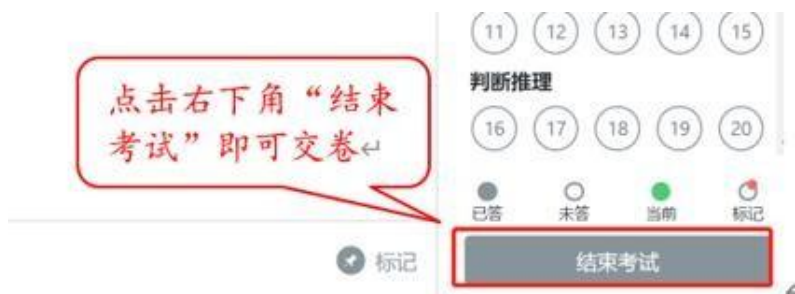 11 12 13 14 15
判断推理
点击右下角“结束
考试”即可交卷↵
16 17 18 19 20
已答 未答 当前 标记
标记
结束考试